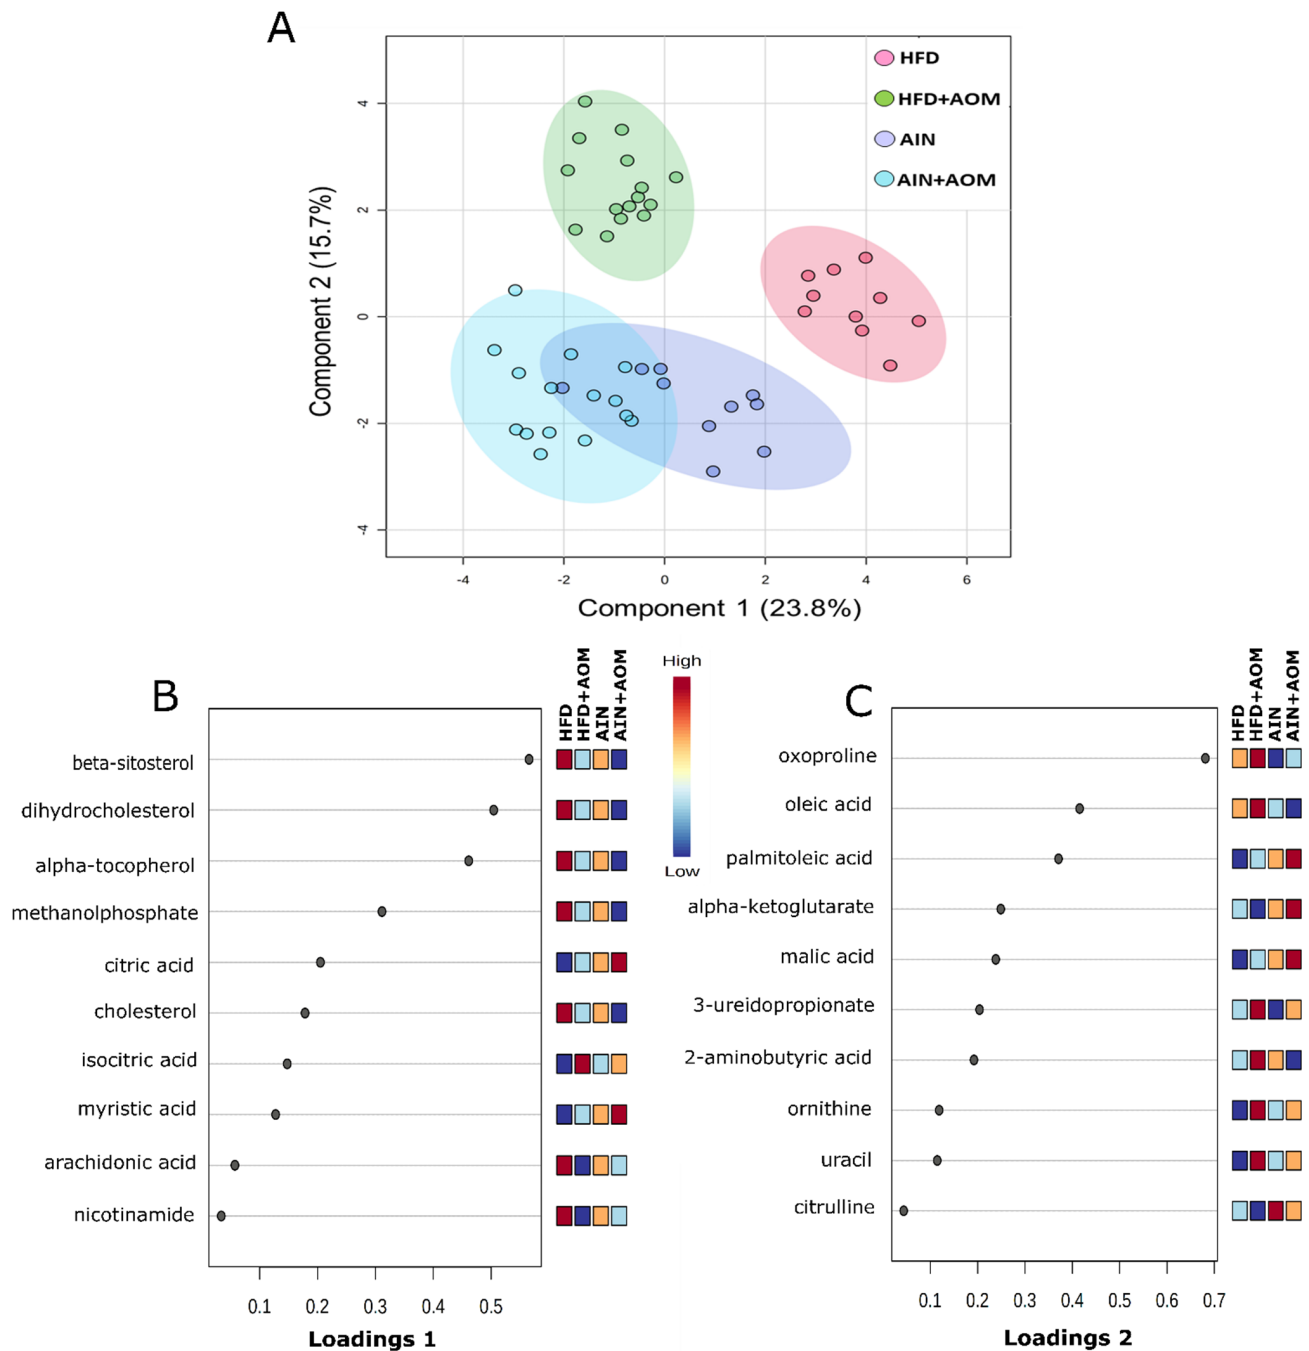 A
HFD
HFD+AOM
AIN
AIN+AOM
Component 2 (15.7%)
4
2
0
-2
-4
-4
-2
0
2
4
6
Component 1 (23.8%)
B
HFD
HFD+AOM
AIN
AIN+AOM
beta-sitosterol
dihydrocholesterol
alpha-tocopherol
methanolphosphate
citric acid
cholesterol
isocitric acid
myristic acid
arachidonic acid
nicotinamide
0.1
0.2
0.3
0.4
0.5
Loadings 1
High
Low
C
HFD
HFD+AOM
AIN
AIN+AOM
oxoproline
oleic acid
palmitoleic acid
alpha-ketoglutarate
malic acid
3-ureidopropionate
2-aminobutyric acid
ornithine
uracil
citrulline
0.1
0.2
0.3
0.4
0.5
0.6
0.7
Loadings 2